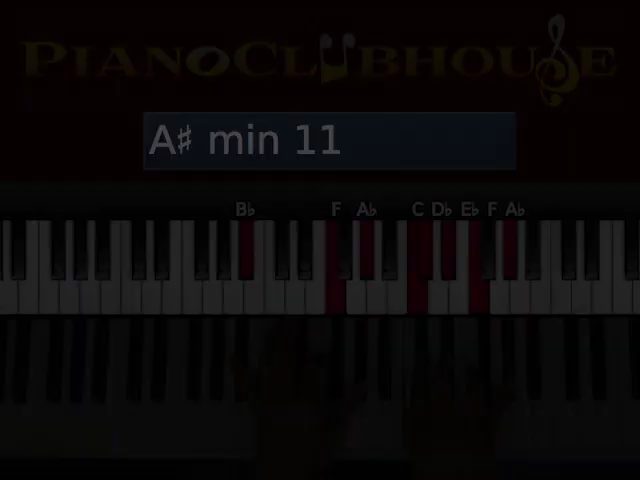 PIANOCLUBHOUSE
A♯ min 11
B♭ F A♭ C D♭ E♭ F A♭